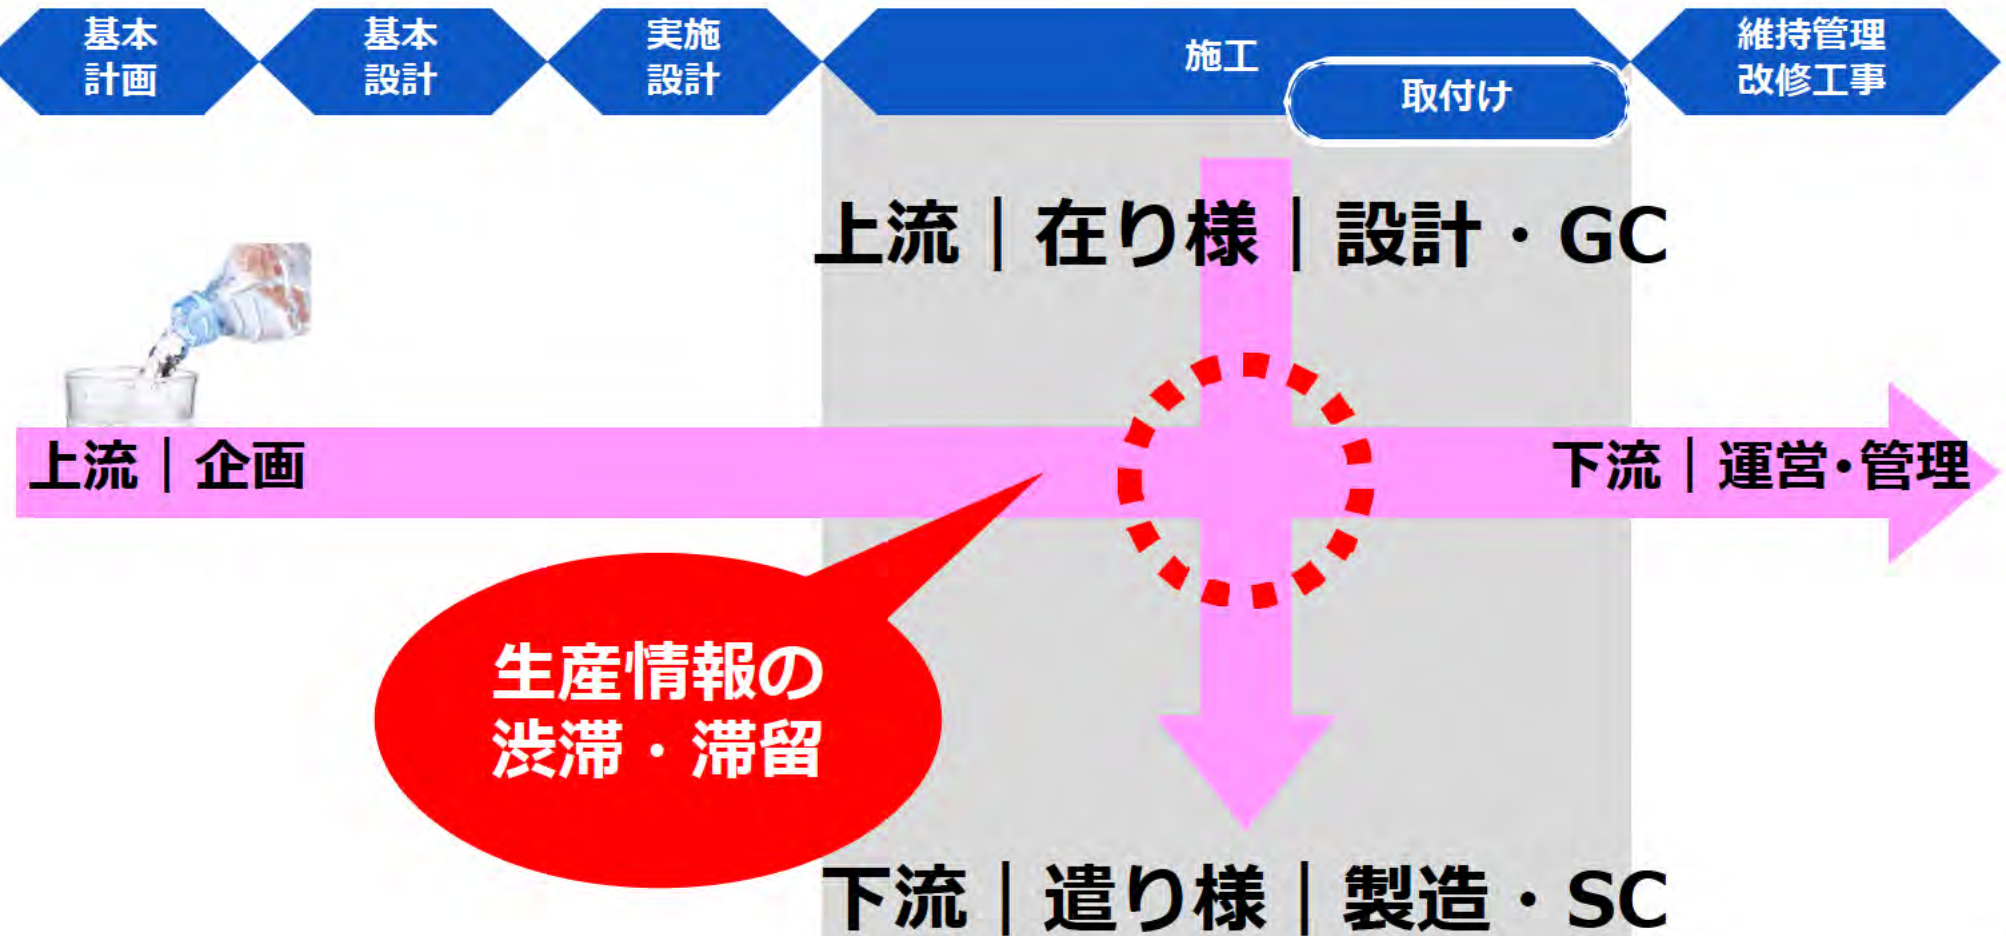 基本
計画
基本
設計
実施
設計
施工
取付け
維持管理
改修工事
上流｜在り様｜設計・GC
上流｜企画
下流｜運営・管理
生産情報の
渋滞・滞留
下流｜遣り様｜製造・SC